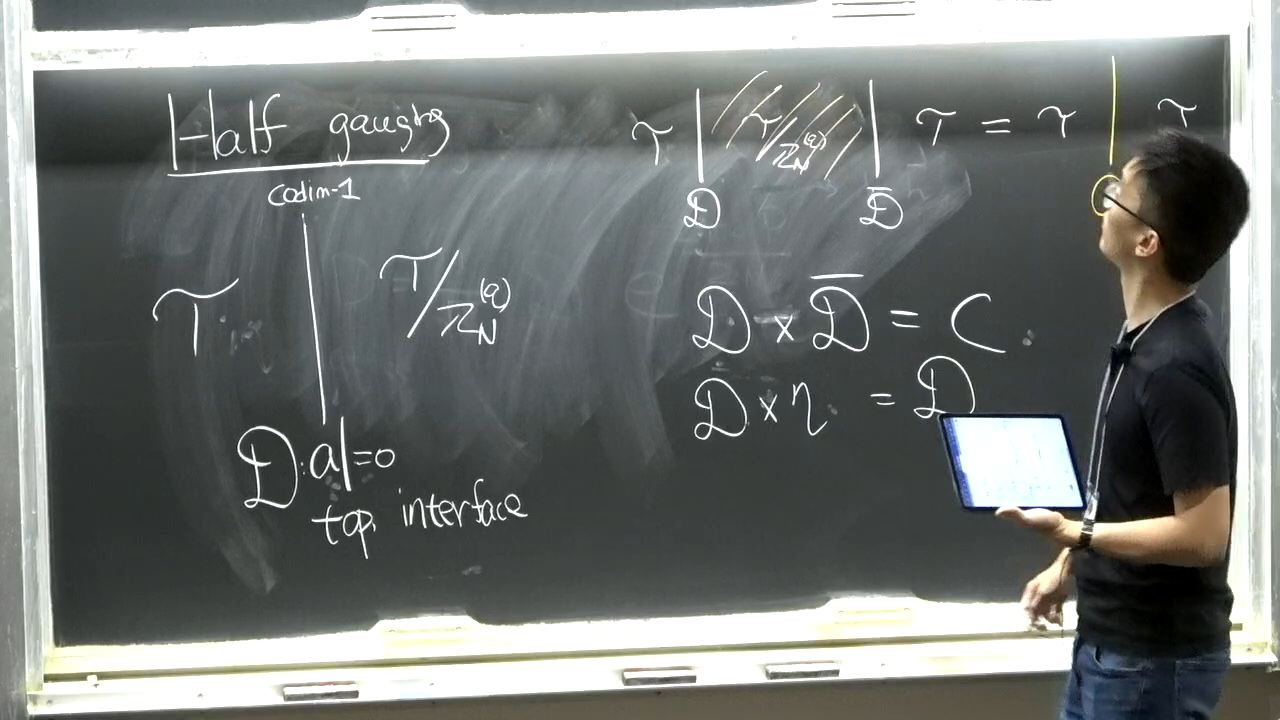 Half gauging
codim-1
T | T/ℤ_N^(q)
D: a|=0
top. interface
T | T/ℤ_N^(q) | T = T | T
D D̄
D × D̄ = C
D × η = D